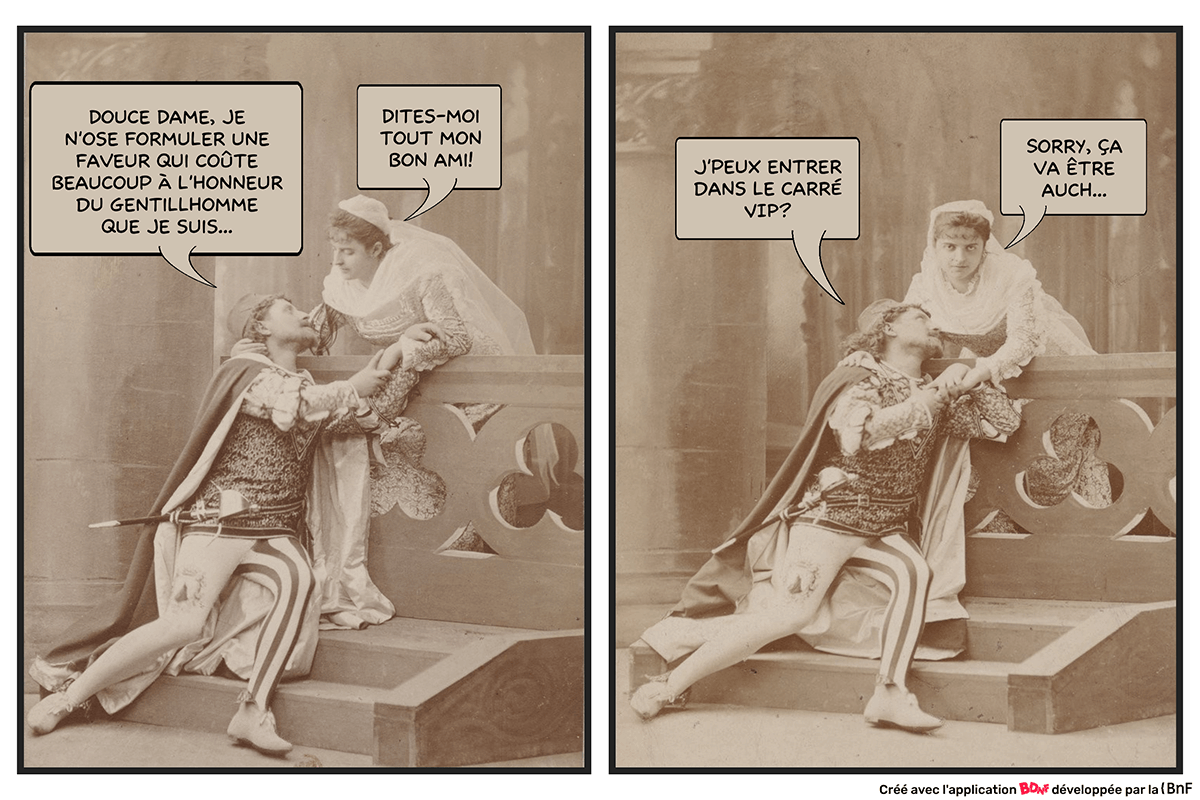 DOUCE DAME, JE
N'OSE FORMULER UNE
FAVEUR QUI COÛTE
BEAUCOUP À L'HONNEUR
DU GENTILLHOMME
QUE JE SUIS...
DITES-MOI
TOUT MON
BON AMI!
J'PEUX ENTRER
DANS LE CARRÉ
VIP?
SORRY, ÇA
VA ÊTRE
AUCH...
Créé avec l'application BDnF développée par la {BnF